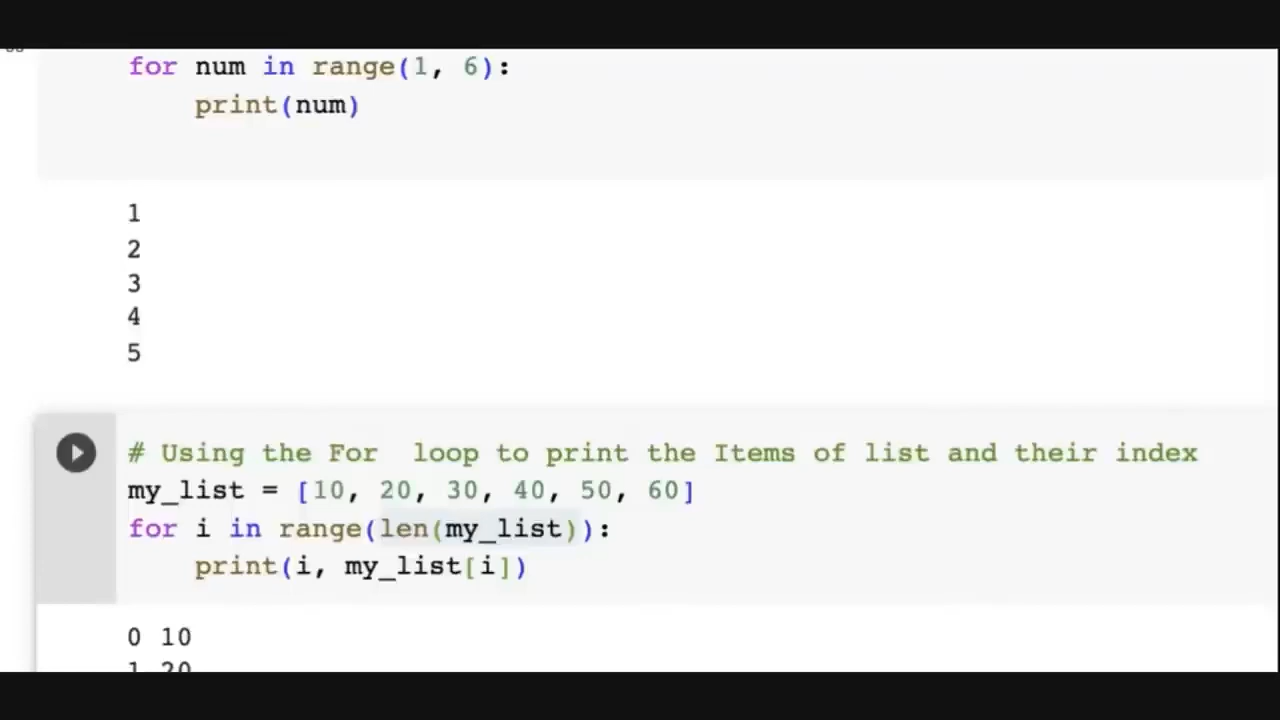 for num in range(1, 6):
    print(num)
1
2
3
4
5
# Using the For  loop to print the Items of list and their index
my_list = [10, 20, 30, 40, 50, 60]
for i in range(len(my_list)):
    print(i, my_list[i])
0 10
1 20